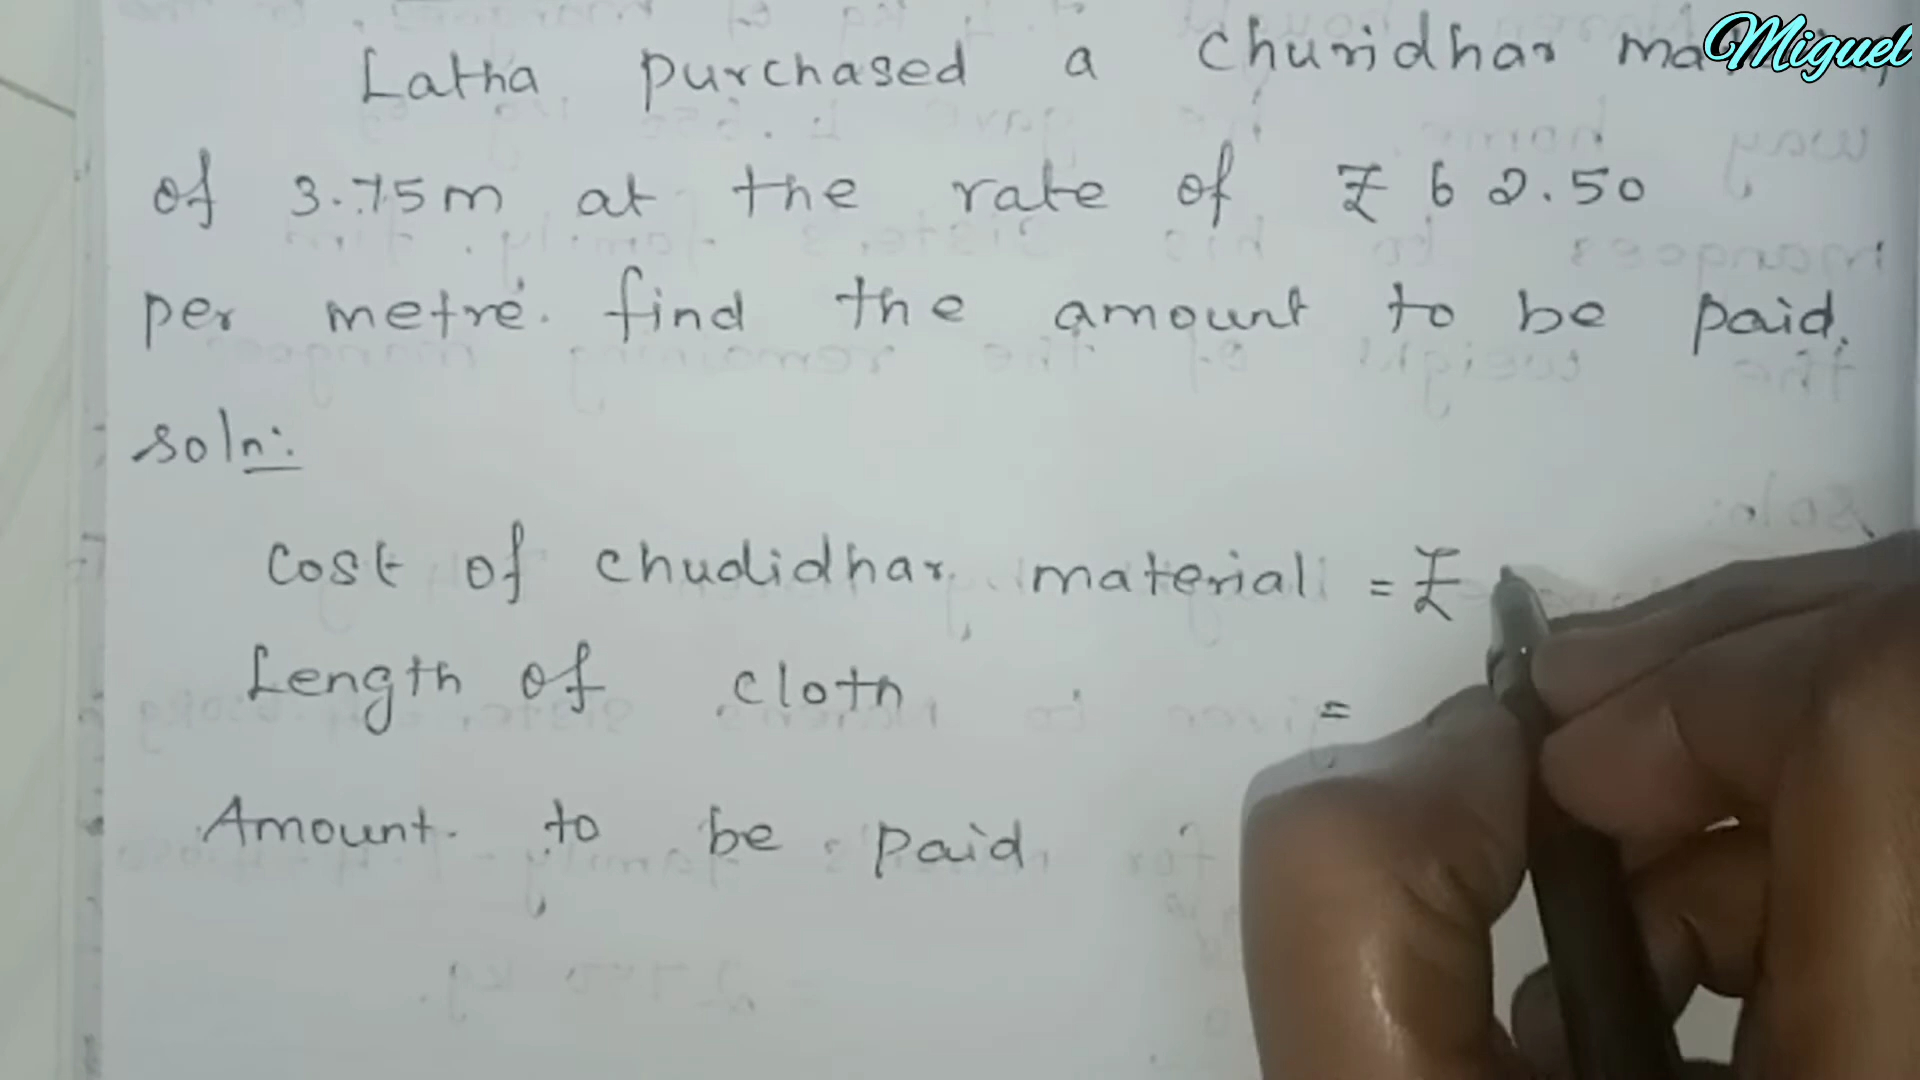 Latha purchased a churidhar
Miguel
of 3.75m at the rate of ₹ 62.50
per metre. find the amount to be paid.
soln:
Cost of chudidhar material = ₹
Length of cloth =
Amount to be paid